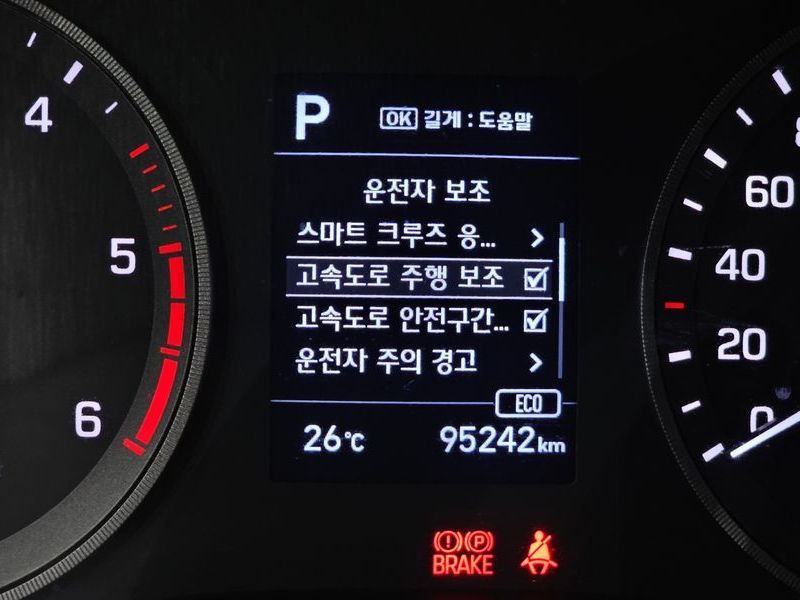 4
5
6
P OK 길게 : 도움말
운전자 보조
스마트 크루즈 응...
고속도로 주행 보조
고속도로 안전구간...
운전자 주의 경고
ECO
26℃ 95242km
P
BRAKE
60
40
20
0